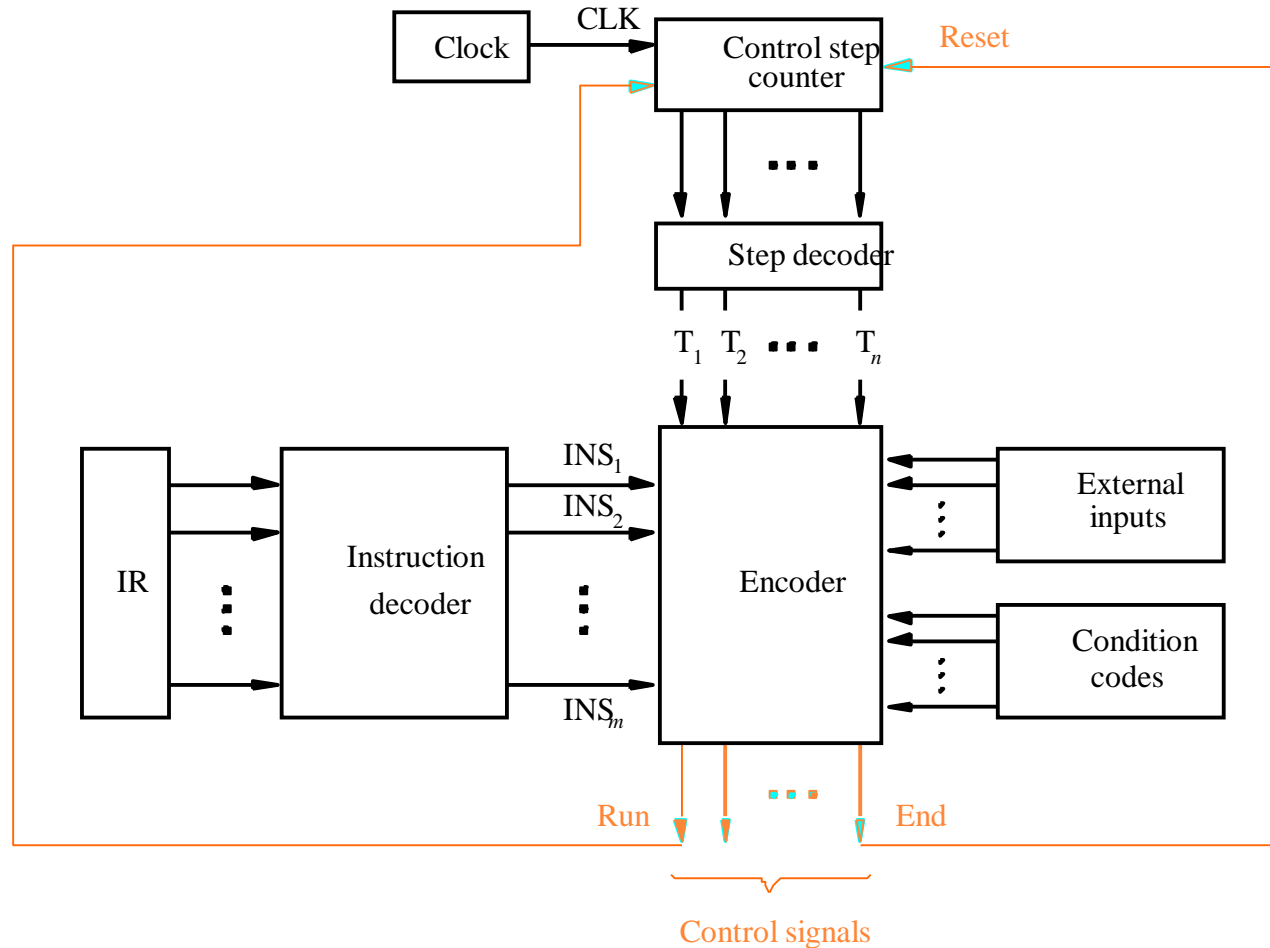 CLK
Clock
Control step
counter
Reset
Step decoder
T1 T2 Tn
INS1
INS2
INSm
IR
Instruction
decoder
Encoder
External
inputs
Condition
codes
Run
End
Control signals